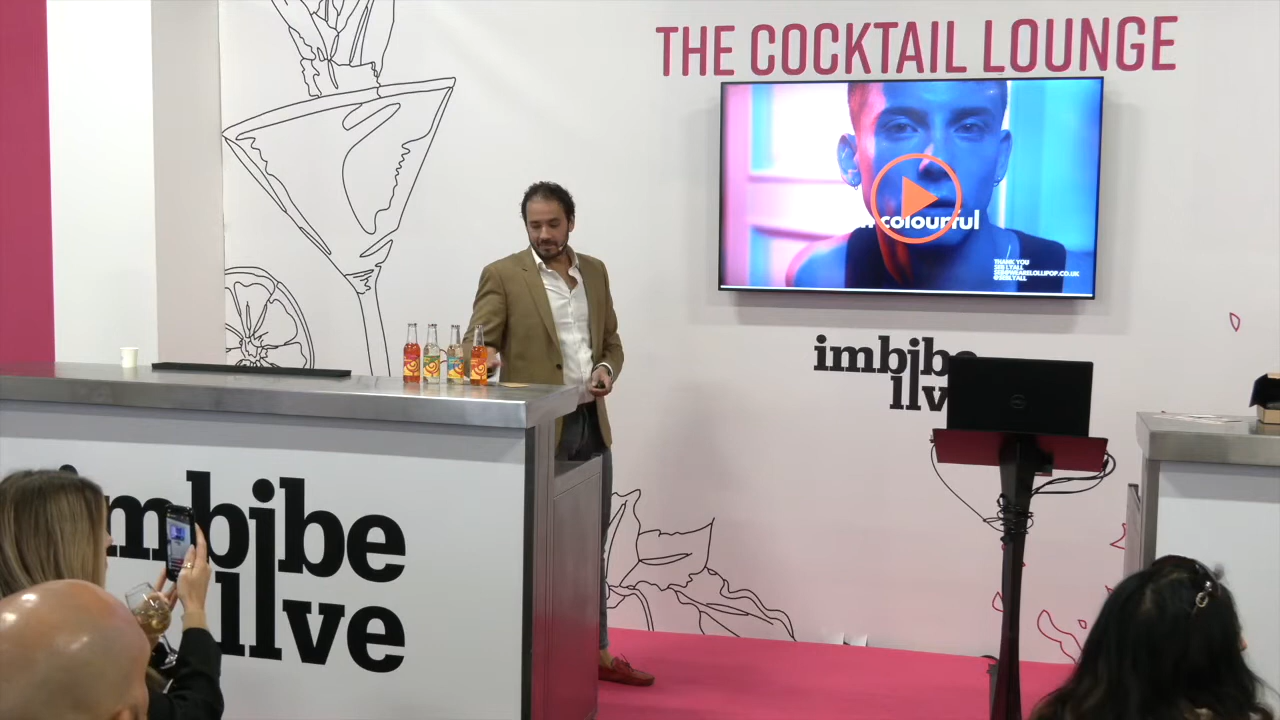 THE COCKTAIL LOUNGE
colourful
THANK YOU
imbibe
live
imbibe
live